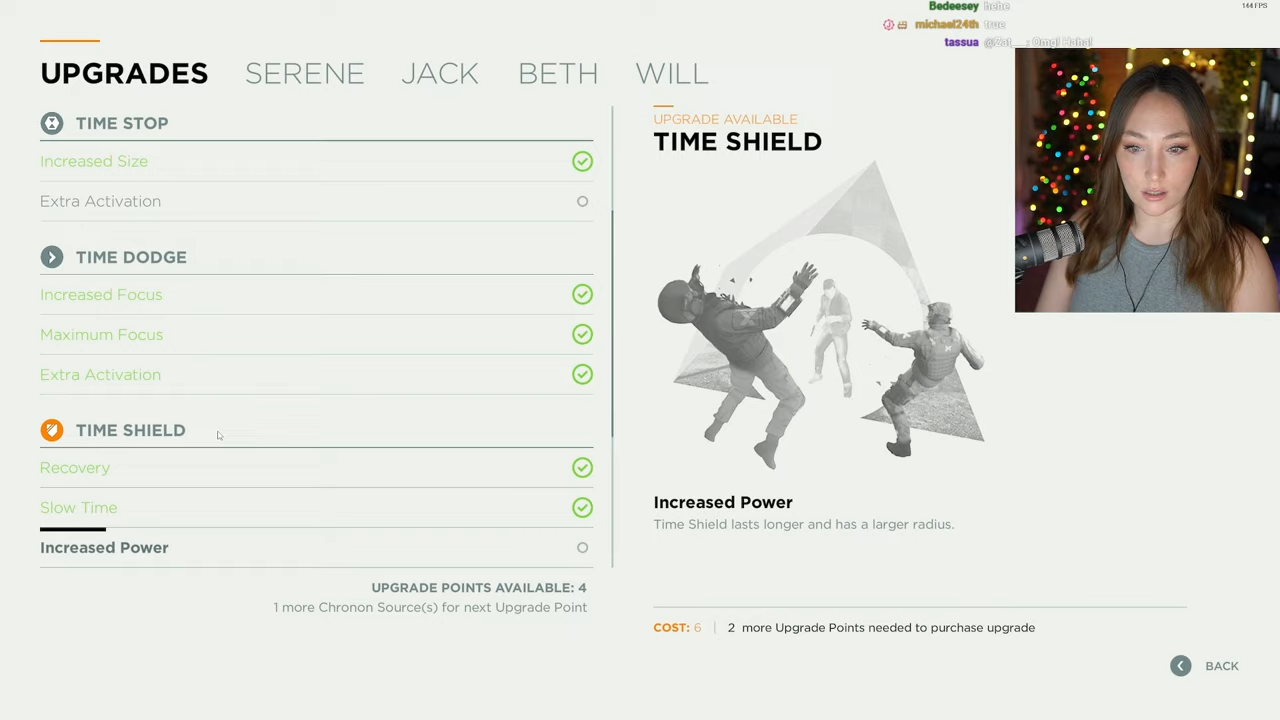 Bedeesey hehe
144 FPS
michael24th true
tassua
UPGRADES SERENE JACK BETH WILL
TIME STOP
Increased Size
Extra Activation
TIME DODGE
Increased Focus
Maximum Focus
Extra Activation
TIME SHIELD
Recovery
Slow Time
Increased Power
UPGRADE POINTS AVAILABLE: 4
1 more Chronon Source(s) for next Upgrade Point
UPGRADE AVAILABLE
TIME SHIELD
Increased Power
Time Shield lasts longer and has a larger radius.
COST: 6 | 2 more Upgrade Points needed to purchase upgrade
BACK